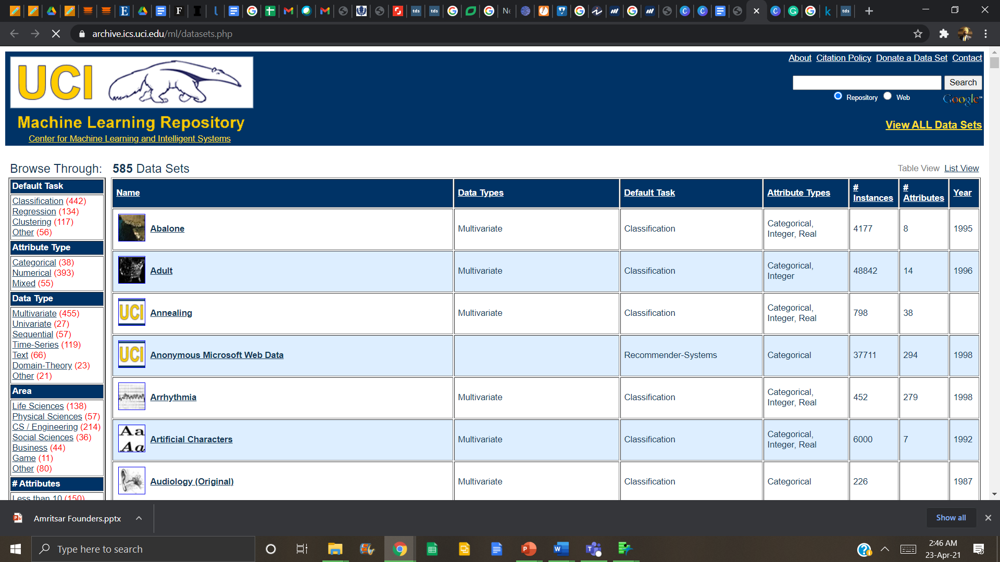 tds
tds
Ne
tds
archive.ics.uci.edu/ml/datasets.php
UCI
Machine Learning Repository
Center for Machine Learning and Intelligent Systems
About Citation Policy Donate a Data Set Contact
Search
Repository Web
Google™
View ALL Data Sets
Browse Through:
585 Data Sets
Table View List View
Default Task
Classification (442)
Regression (134)
Clustering (117)
Other (56)
Attribute Type
Categorical (38)
Numerical (393)
Mixed (55)
Data Type
Multivariate (455)
Univariate (27)
Sequential (57)
Time-Series (119)
Text (66)
Domain-Theory (23)
Other (21)
Area
Life Sciences (138)
Physical Sciences (57)
CS / Engineering (214)
Social Sciences (36)
Business (44)
Game (11)
Other (80)
# Attributes
Less than 10 (150)
Name Data Types Default Task Attribute Types # Instances # Attributes Year
Abalone Multivariate Classification Categorical, Integer, Real 4177 8 1995
Adult Multivariate Classification Categorical, Integer 48842 14 1996
UCI Annealing Multivariate Classification Categorical, Integer, Real 798 38
UCI Anonymous Microsoft Web Data Recommender-Systems Categorical 37711 294 1998
Arrhythmia Multivariate Classification Categorical, Integer, Real 452 279 1998
Aa Aa Artificial Characters Multivariate Classification Categorical, Integer, Real 6000 7 1992
Audiology (Original) Multivariate Classification Categorical 226 1987
Amritsar Founders.pptx
Show all
Type here to search
2:46 AM
23-Apr-21